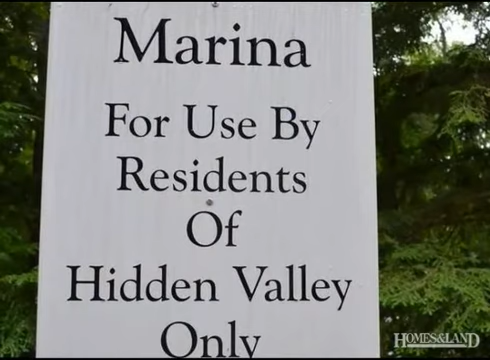 Marina
For Use By
Residents
Of
Hidden Valley
Only
HOMES&LAND